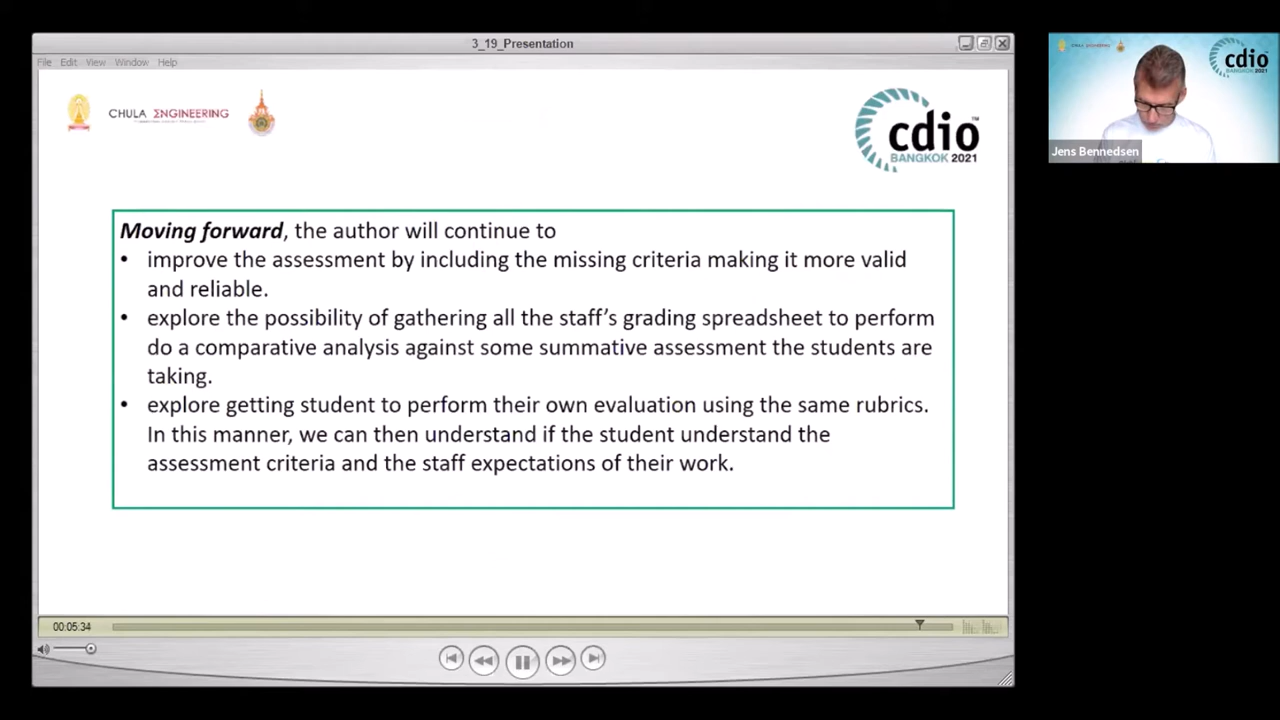 3_19_Presentation
File Edit View Window Help
CHULA ΣNGINEERING
cdio
BANGKOK 2021
TM
cdio
BANGKOK 2021
Jens Bennedsen
Moving forward, the author will continue to
• improve the assessment by including the missing criteria making it more valid
and reliable.
• explore the possibility of gathering all the staff's grading spreadsheet to perform
do a comparative analysis against some summative assessment the students are
taking.
• explore getting student to perform their own evaluation using the same rubrics.
In this manner, we can then understand if the student understand the
assessment criteria and the staff expectations of their work.
00:05:34